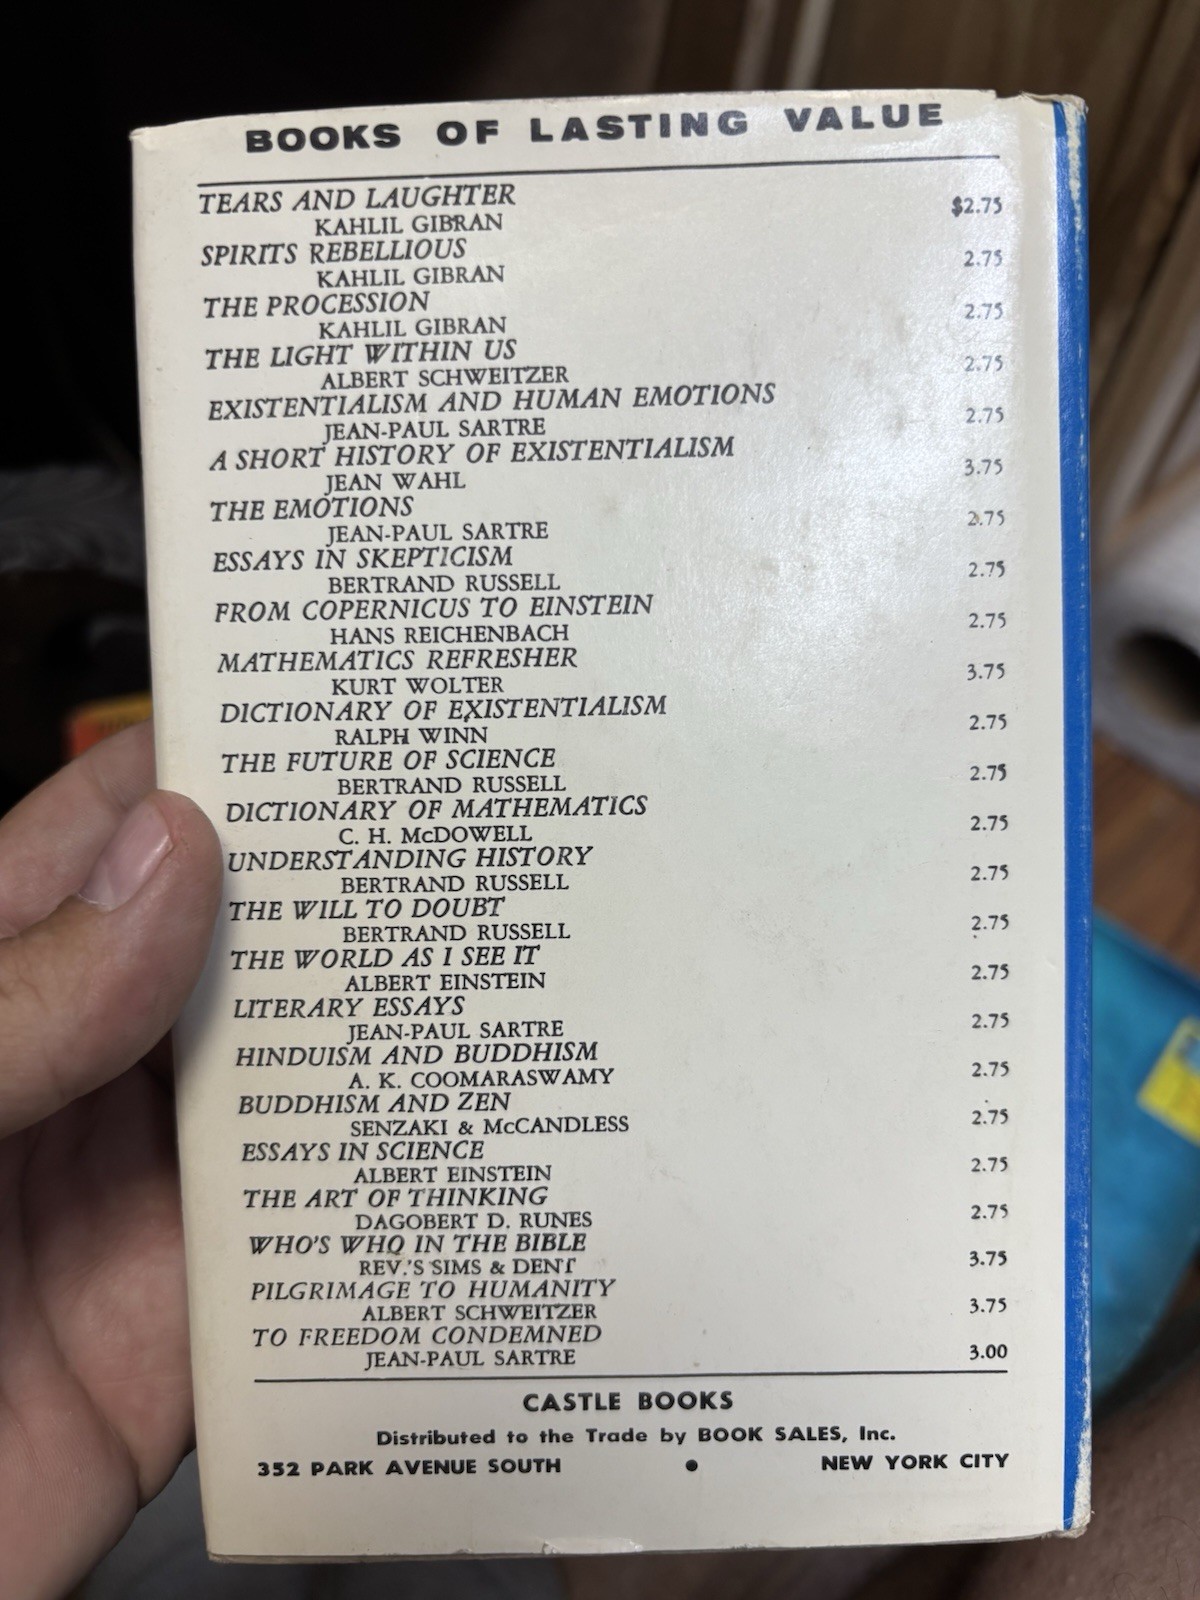 BOOKS OF LASTING VALUE
TEARS AND LAUGHTER $2.75
KAHLIL GIBRAN
SPIRITS REBELLIOUS 2.75
KAHLIL GIBRAN
THE PROCESSION 2.75
KAHLIL GIBRAN
THE LIGHT WITHIN US 2.75
ALBERT SCHWEITZER
EXISTENTIALISM AND HUMAN EMOTIONS 2.75
JEAN-PAUL SARTRE
A SHORT HISTORY OF EXISTENTIALISM 3.75
JEAN WAHL
THE EMOTIONS 2.75
JEAN-PAUL SARTRE
ESSAYS IN SKEPTICISM 2.75
BERTRAND RUSSELL
FROM COPERNICUS TO EINSTEIN 2.75
HANS REICHENBACH
MATHEMATICS REFRESHER 3.75
KURT WOLTER
DICTIONARY OF EXISTENTIALISM 2.75
RALPH WINN
THE FUTURE OF SCIENCE 2.75
BERTRAND RUSSELL
DICTIONARY OF MATHEMATICS 2.75
C. H. McDOWELL
UNDERSTANDING HISTORY 2.75
BERTRAND RUSSELL
THE WILL TO DOUBT 2.75
BERTRAND RUSSELL
THE WORLD AS I SEE IT 2.75
ALBERT EINSTEIN
LITERARY ESSAYS 2.75
JEAN-PAUL SARTRE
HINDUISM AND BUDDHISM 2.75
A. K. COOMARASWAMY
BUDDHISM AND ZEN 2.75
SENZAKI & McCANDLESS
ESSAYS IN SCIENCE 2.75
ALBERT EINSTEIN
THE ART OF THINKING 2.75
DAGOBERT D. RUNES
WHO'S WHO IN THE BIBLE 3.75
REV.'S SIMS & DENT
PILGRIMAGE TO HUMANITY 3.75
ALBERT SCHWEITZER
TO FREEDOM CONDEMNED 3.00
JEAN-PAUL SARTRE
CASTLE BOOKS
Distributed to the Trade by BOOK SALES, Inc.
352 PARK AVENUE SOUTH • NEW YORK CITY